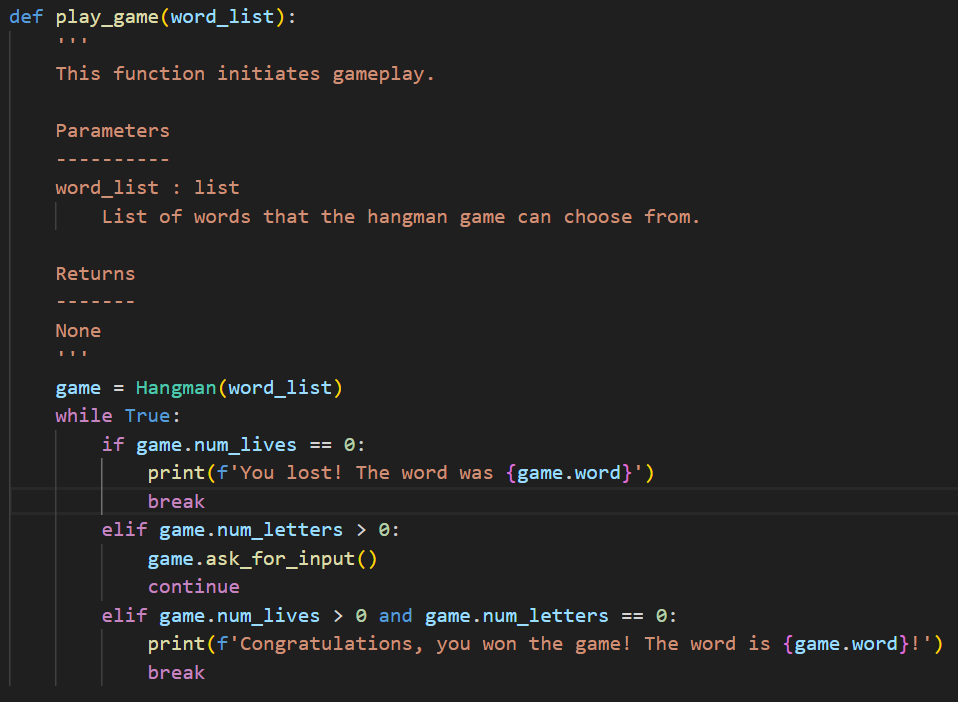 def play_game(word_list):
    '''
    This function initiates gameplay.

    Parameters
    ----------
    word_list : list
        List of words that the hangman game can choose from.

    Returns
    -------
    None
    '''
    game = Hangman(word_list)
    while True:
        if game.num_lives == 0:
            print(f'You lost! The word was {game.word}')
            break
        elif game.num_letters > 0:
            game.ask_for_input()
            continue
        elif game.num_lives > 0 and game.num_letters == 0:
            print(f'Congratulations, you won the game! The word is {game.word}!')
            break